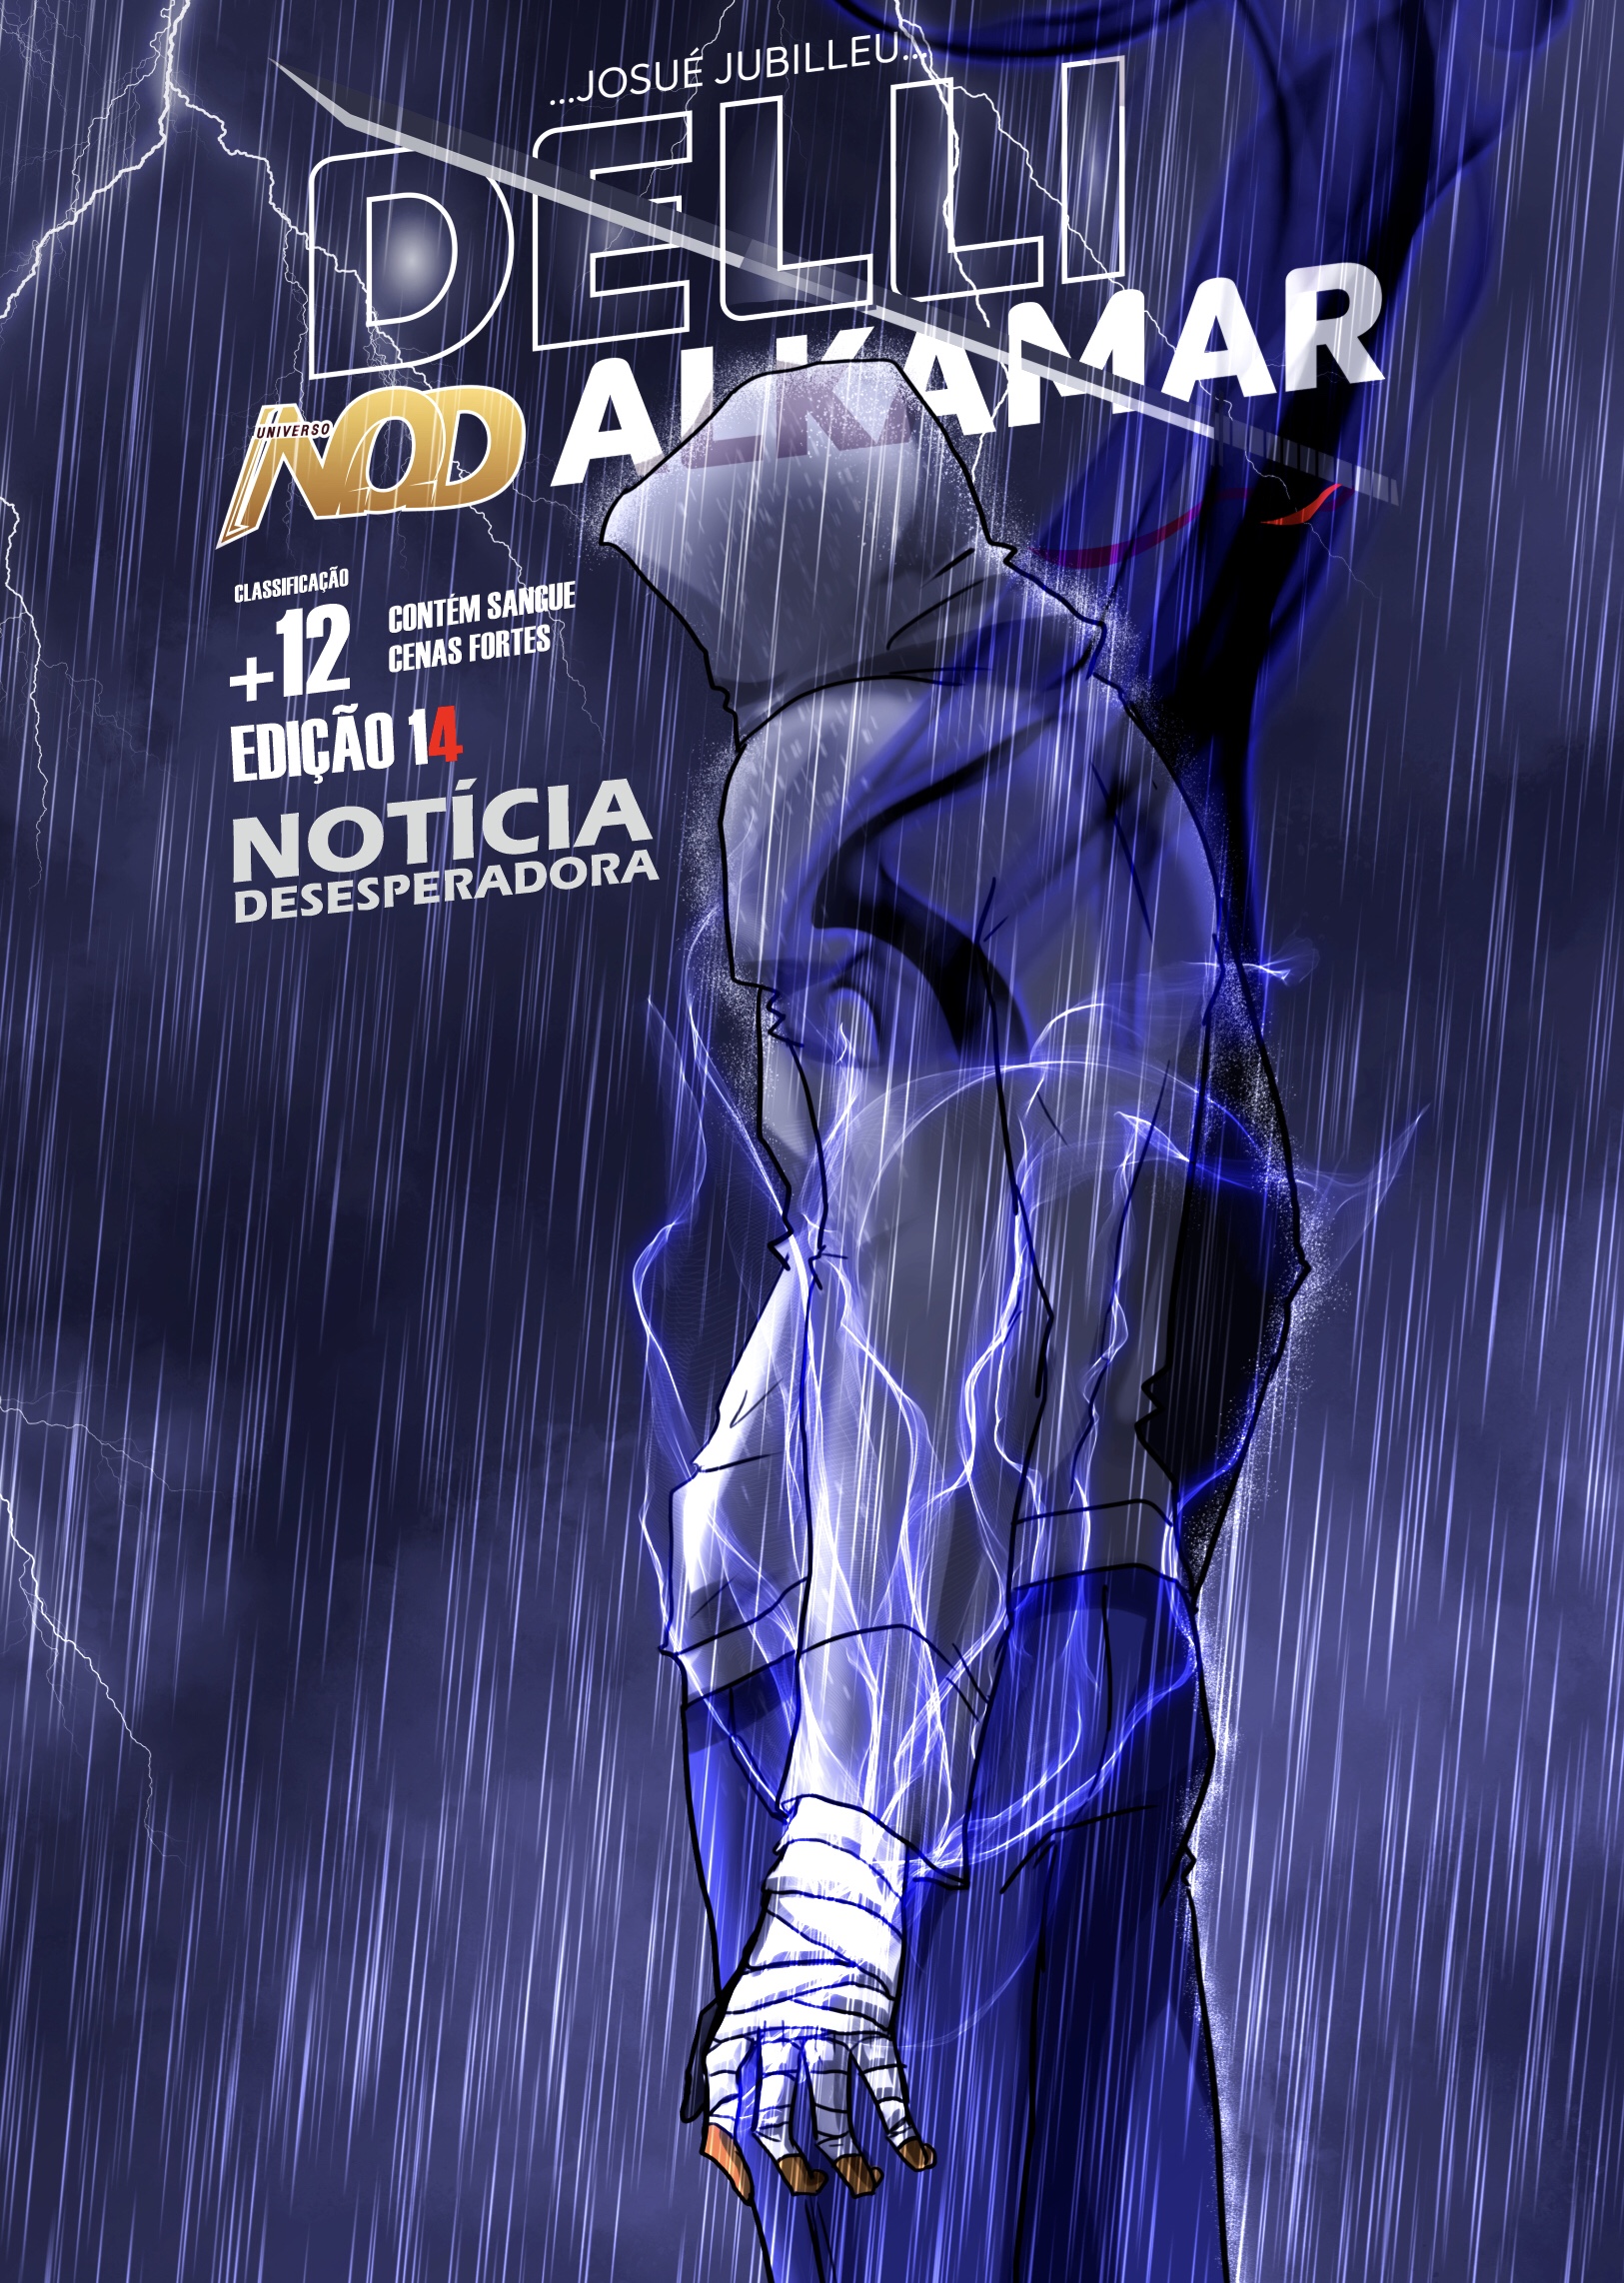 ...JOSUÉ JUBILLEU...
DELLI
ALKAMAR
UNIVERSO
NOD
CLASSIFICAÇÃO
+12
CONTÉM SANGUE
CENAS FORTES
EDIÇÃO 14
NOTÍCIA
DESESPERADORA